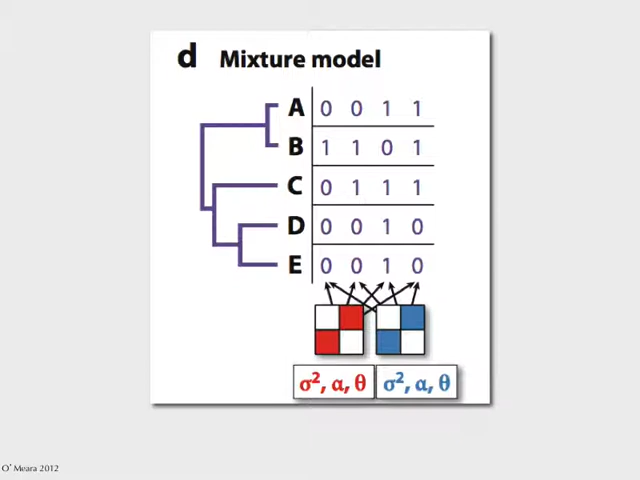 d Mixture model
A 0 0 1 1
B 1 1 0 1
C 0 1 1 1
D 0 0 1 0
E 0 0 1 0
σ², α, θ σ², α, θ
O' Meara 2012